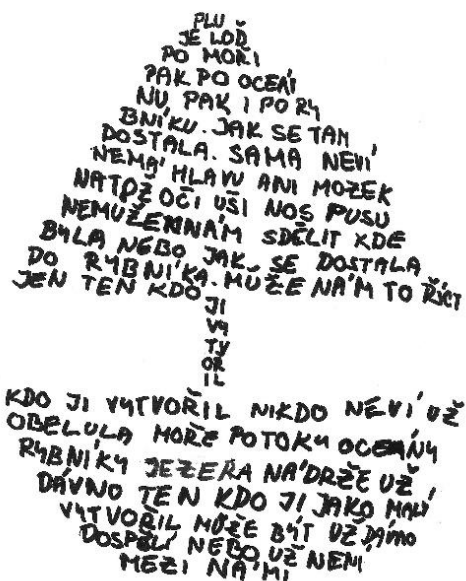 PLU
JE LOĎ
PO MOŘI
PAK PO OCEÁ
NU, PAK I PO RY
BNÍKU. JAK SE TAM
DOSTALA. SAMA NEVÍ
NEMÁ HLAVU ANI MOZEK
NATOŽ OČI UŠI NOS PUSU
NEMŮŽE NÁM SDĚLIT KDE
BYLA NEBO JAK SE DOSTALA
DO RYBNÍKA. MŮŽE NÁM TO ŘÍCT
JEN TEN KDO
JI
VY
TV
OŘ
IL
KDO JI VYTVOŘIL NIKDO NEVÍ UŽ
OBELULA MOŘE POTOKY OCEÁNY
RYBNÍKY JEZERA NÁDRŽE UŽ
DÁVNO TEN KDO JI JAKO MALÝ
VYTVOŘIL MŮŽE BÝT UŽ DÁVNO
DOSPĚLÍ NEBO UŽ NENÍ
MEZI NÁMI